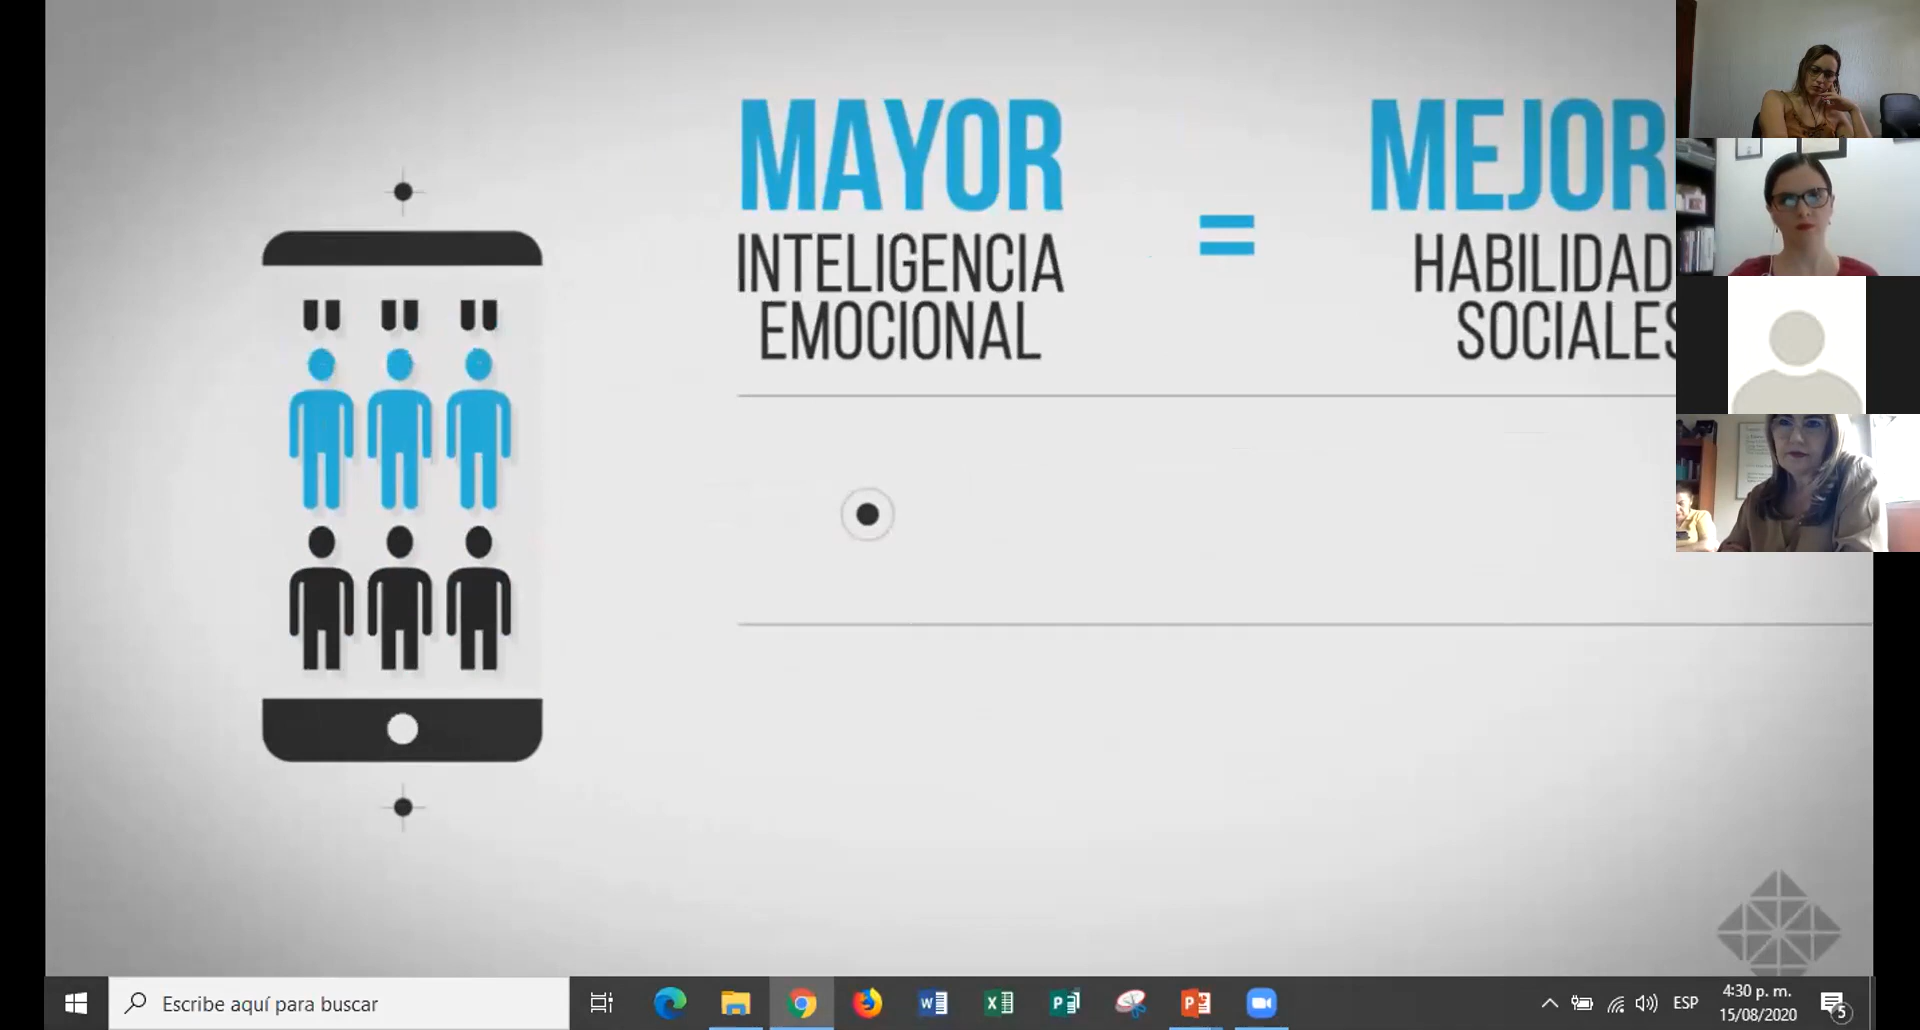 MAYOR
INTELIGENCIA
EMOCIONAL
=
MEJOR
HABILIDAD
SOCIALES
Escribe aquí para buscar
ESP
4:30 p. m.
15/08/2020
5